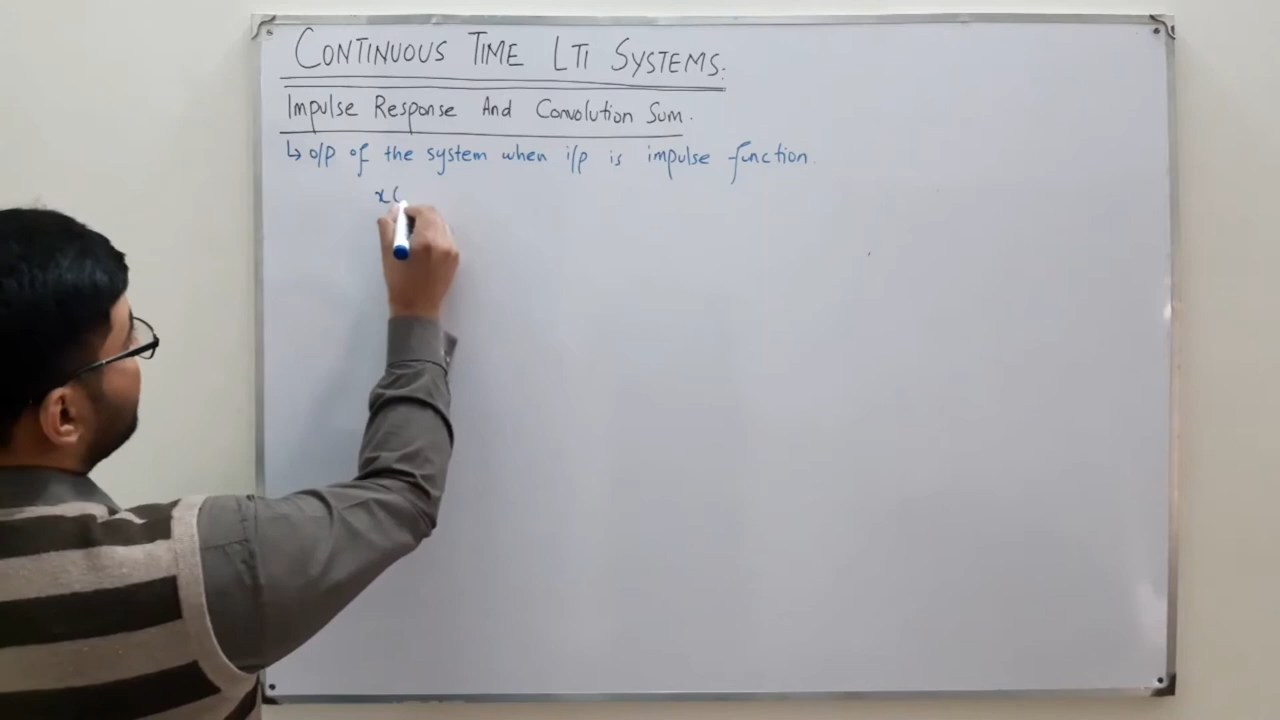 CONTINUOUS TIME LTI SYSTEMS.
Impulse Response And Convolution Sum.
↳ o/p of the system when i/p is impulse function.
x(